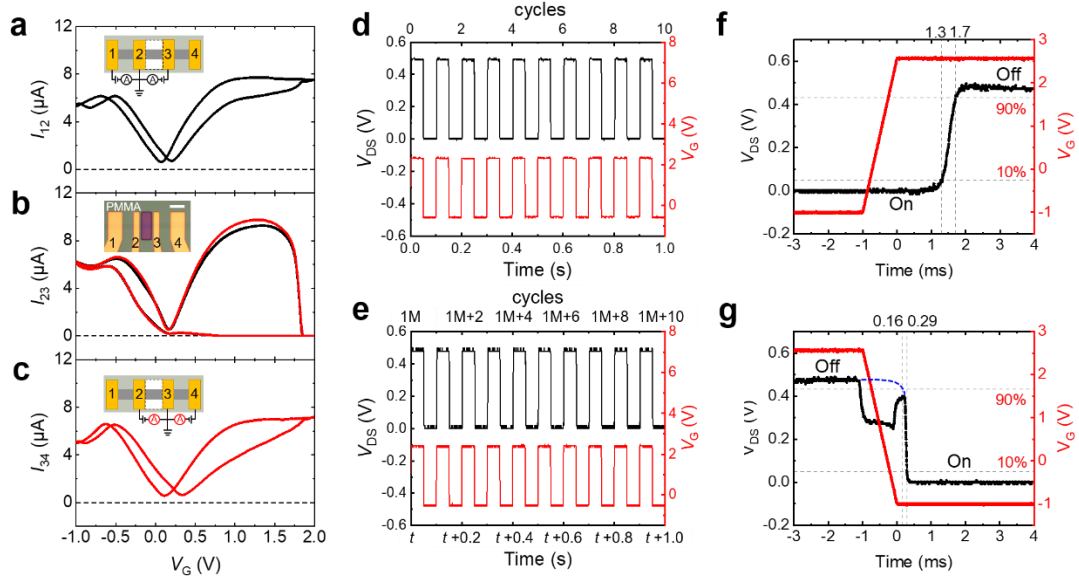 a
12
8
4
0
I12 (µA)
1 2 3 4
A A
b
12
8
4
0
I23 (µA)
PMMA
1 2 3 4
c
12
8
4
0
I34 (µA)
1 2 3 4
A A
-1.0 -0.5 0.0 0.5 1.0 1.5 2.0
VG (V)
d
cycles
0 2 4 6 8 10
0.6
0.4
0.2
0.0
-0.2
-0.4
-0.6
VDS (V)
8
6
4
2
0
VG (V)
0.0 0.2 0.4 0.6 0.8 1.0
Time (s)
e
cycles
1M 1M+2 1M+4 1M+6 1M+8 1M+10
0.6
0.4
0.2
0.0
-0.2
-0.4
-0.6
VDS (V)
8
6
4
2
0
VG (V)
t t+0.2 t+0.4 t+0.6 t+0.8 t+1.0
Time (s)
f
1.3 1.7
0.6
0.4
0.2
0.0
-0.2
VDS (V)
Off
90%
10%
On
3
2
1
0
-1
VG (V)
-3 -2 -1 0 1 2 3 4
Time (ms)
g
0.16 0.29
0.6
0.4
0.2
0.0
-0.2
VDS (V)
Off
90%
10%
On
3
2
1
0
-1
VG (V)
-3 -2 -1 0 1 2 3 4
Time (ms)